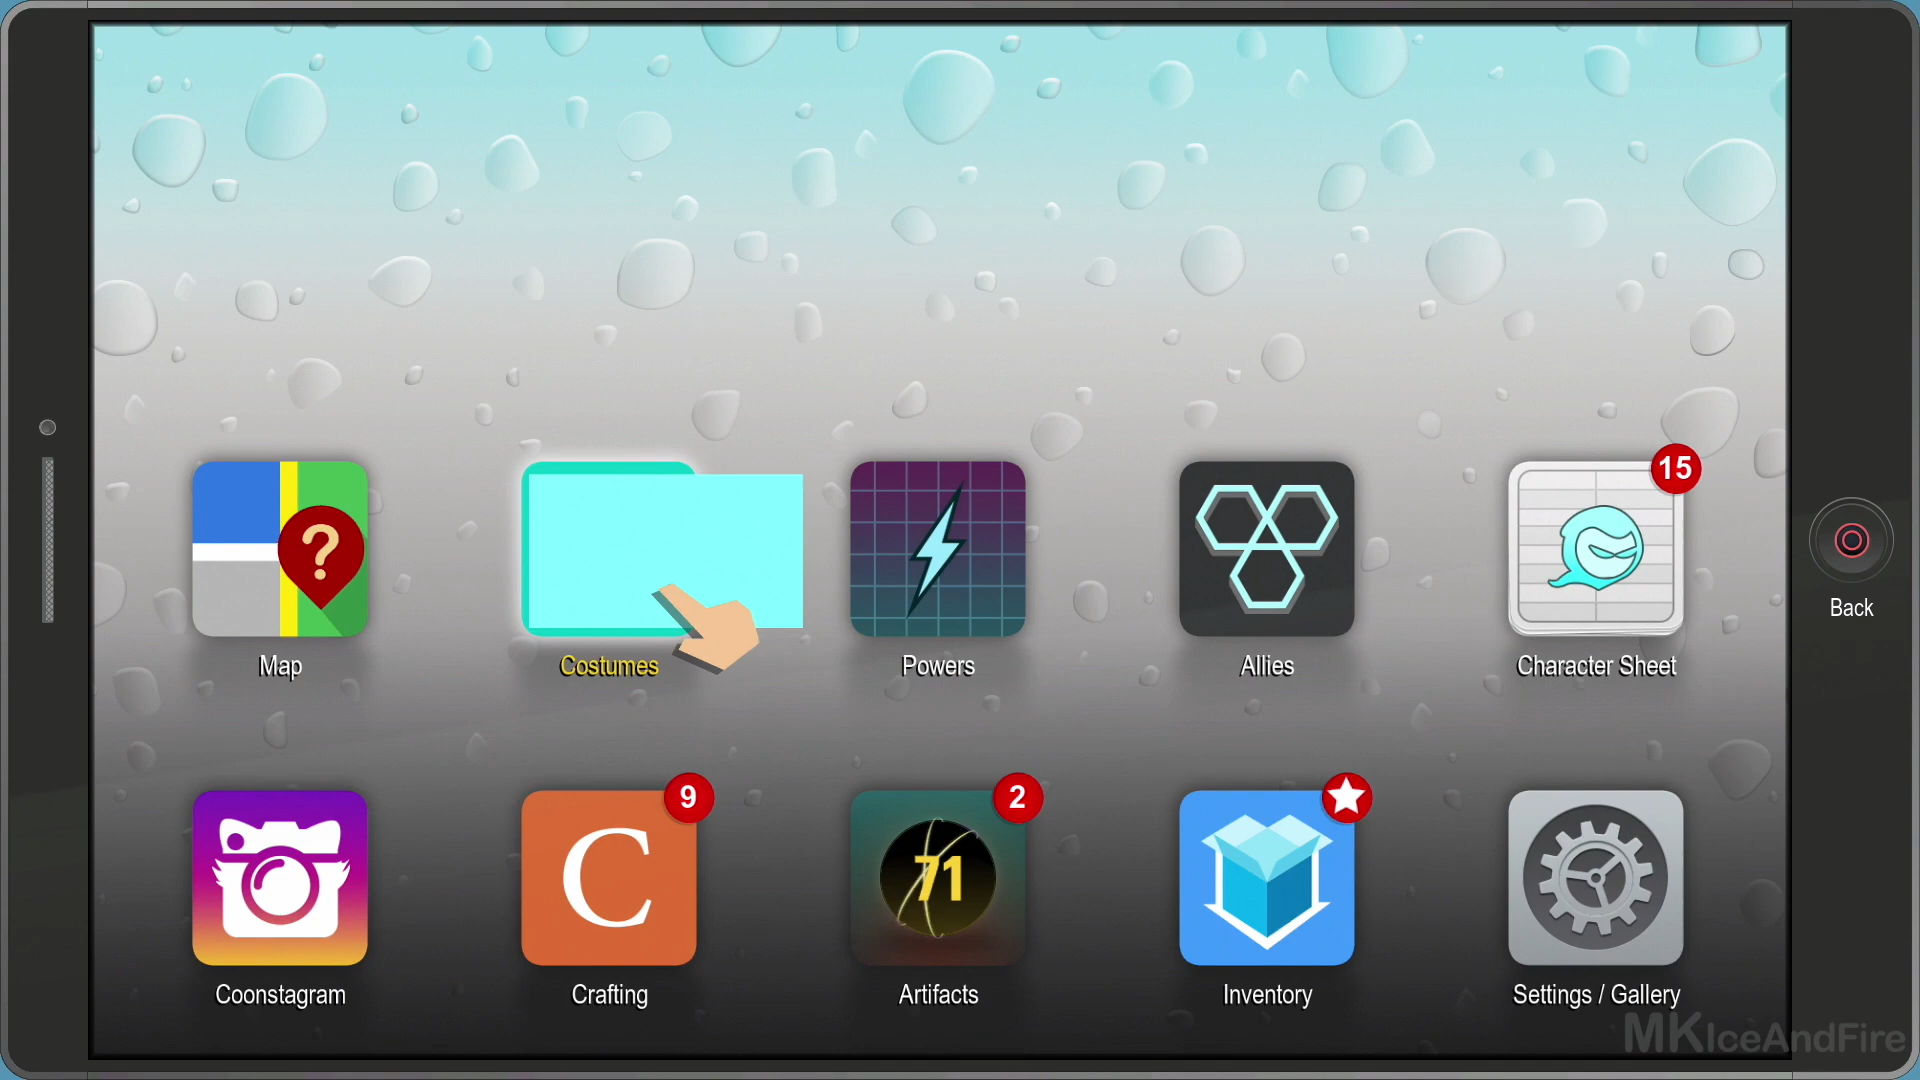 15
?
Back
Map
Costumes
Powers
Allies
Character Sheet
9
2
C
71
Coonstagram
Crafting
Artifacts
Inventory
Settings / Gallery
MKIceAndFire